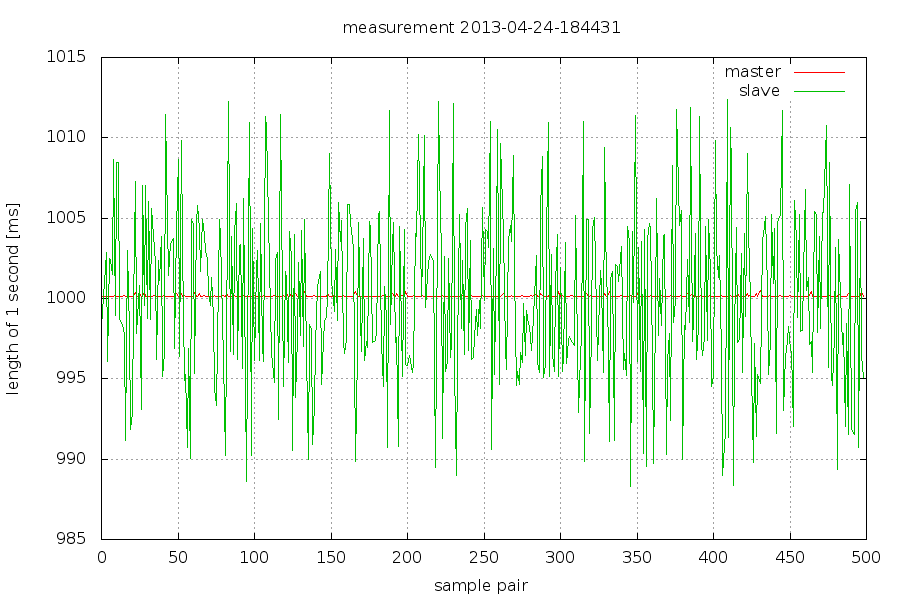 measurement 2013-04-24-184431
master
slave
length of 1 second [ms]
1015
1010
1005
1000
995
990
985
0 50 100 150 200 250 300 350 400 450 500
sample pair